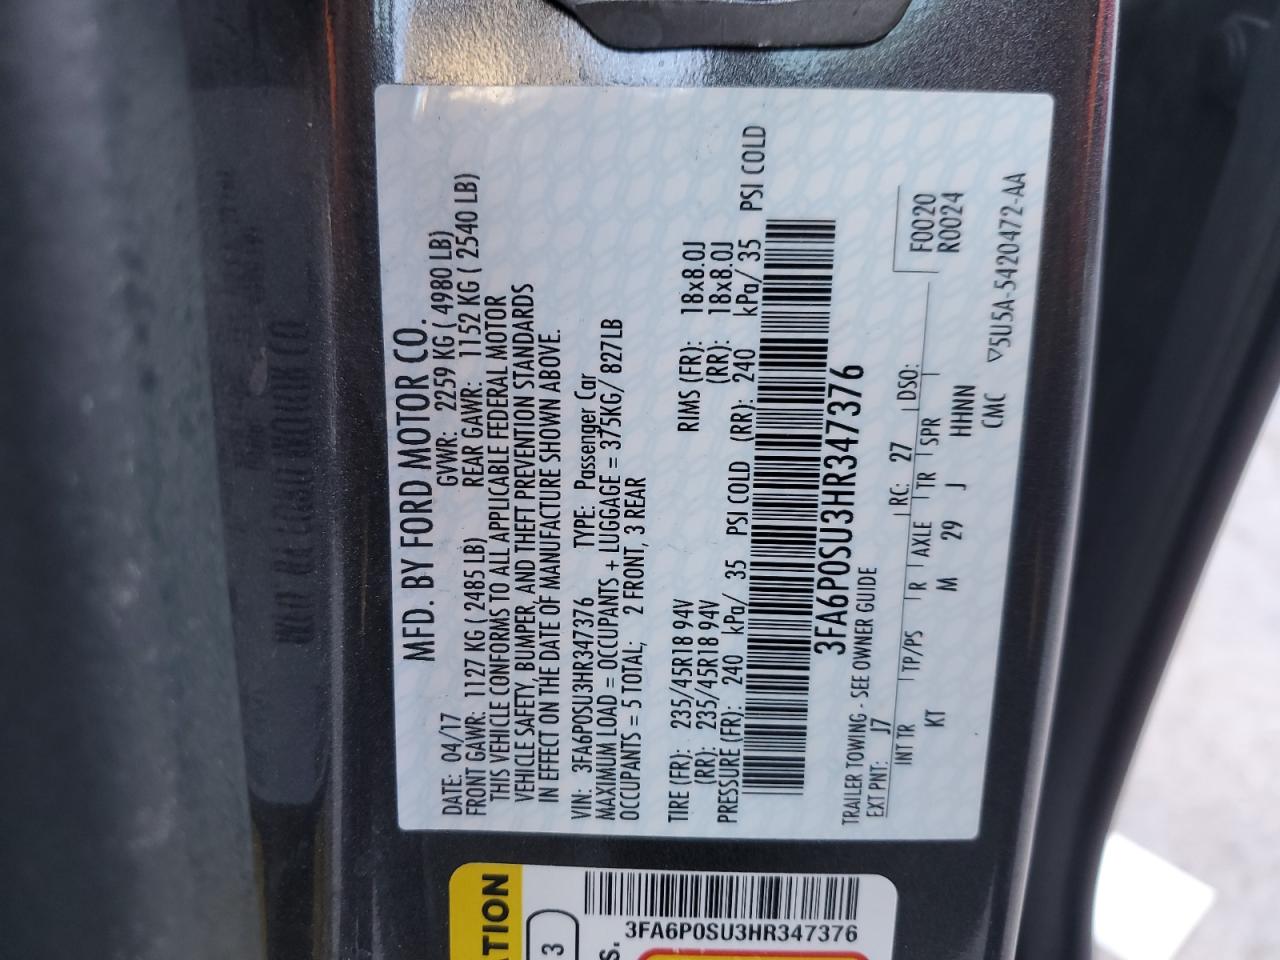 MFD. BY FORD MOTOR CO.
DATE: 04/17 GVWR: 2259 KG ( 4980 LB)
FRONT GAWR: 1127 KG ( 2485 LB) REAR GAWR: 1152 KG ( 2540 LB)
THIS VEHICLE CONFORMS TO ALL APPLICABLE FEDERAL MOTOR
VEHICLE SAFETY, BUMPER, AND THEFT PREVENTION STANDARDS
IN EFFECT ON THE DATE OF MANUFACTURE SHOWN ABOVE.
VIN: 3FA6P0SU3HR347376 TYPE: Passenger Car
MAXIMUM LOAD = OCCUPANTS + LUGGAGE = 375KG/ 827LB
OCCUPANTS = 5 TOTAL; 2 FRONT, 3 REAR
TIRE (FR): 235/45R18 94V RIMS (FR): 18x8.0J
(RR): 235/45R18 94V (RR): 18x8.0J
PRESSURE (FR): 240 kPa/ 35 PSI COLD (RR): 240 kPa/ 35 PSI COLD
3FA6P0SU3HR347376
TRAILER TOWING - SEE OWNER GUIDE
EXT PNT: J7 RC: 27 DSO:
INT TR TP/PS R AXLE TR SPR F0020
KT M 29 J HHNN R0024
CMC
▽5U5A-5420472-AA
ATION
3
S.
3FA6P0SU3HR347376